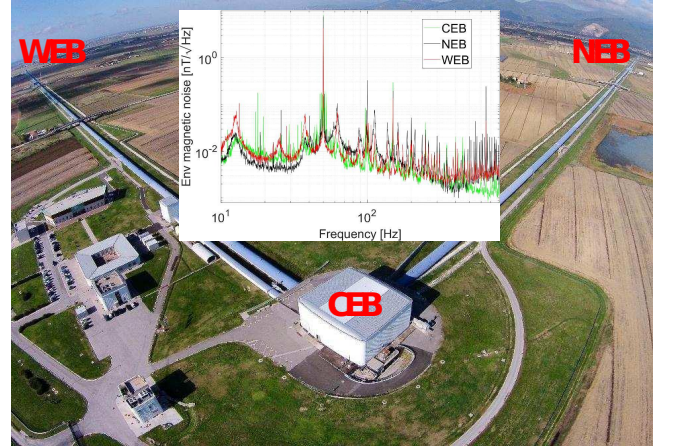 WEB
NEB
Env magnetic noise [nT/√Hz]
10⁰
10⁻²
CEB
NEB
WEB
10¹
10²
Frequency [Hz]
CEB